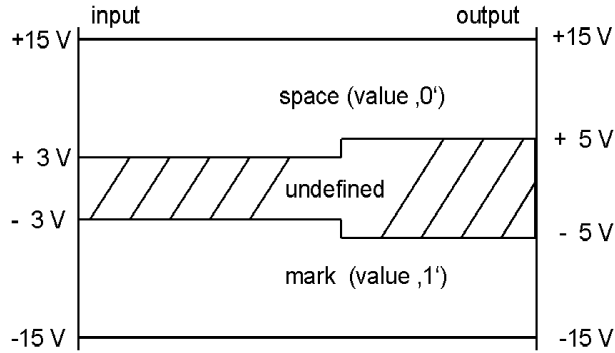 input output
+15 V +15 V
space (value ‚0‘)
+ 5 V
+ 3 V
undefined
- 3 V
- 5 V
mark (value ‚1‘)
-15 V -15 V